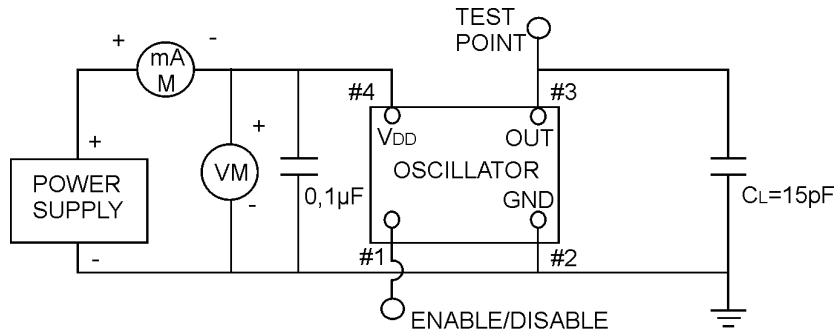 TEST
POINT
+ -
mA
M
#4 #3
+
+
VDD OUT
POWER
SUPPLY
VM
0,1µF
OSCILLATOR
GND
CL=15pF
-
-
#1 #2
ENABLE/DISABLE